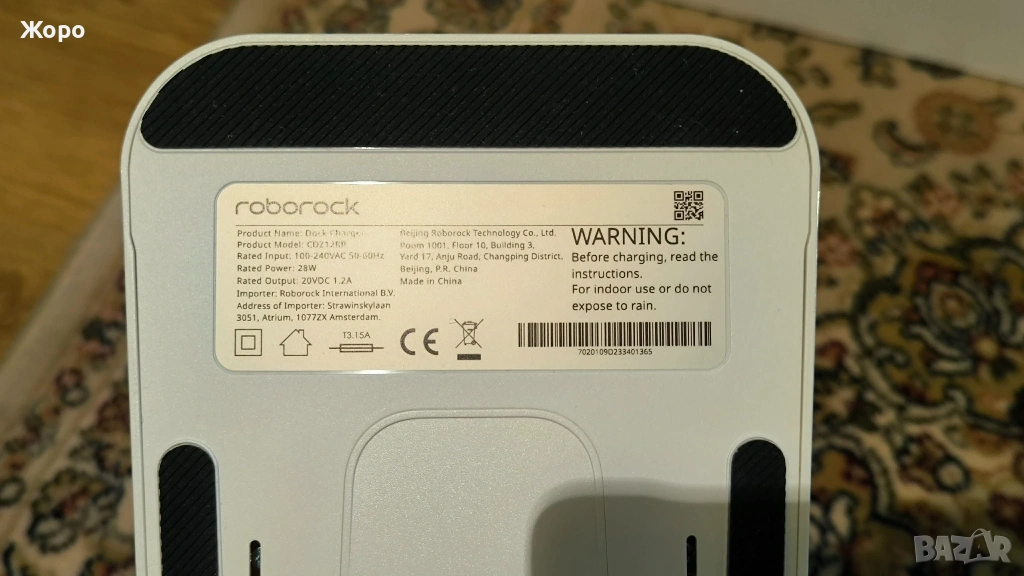 Жоро
roborock
Product Name: Dock Charger
Product Model: CD212RR
Rated Input: 100-240VAC 50-60Hz
Rated Power: 28W
Rated Output: 20VDC 1.2A
Importer: Roborock International B.V.
Address of Importer: Strawinskylaan
3051, Atrium, 1077ZX Amsterdam.
Beijing Roborock Technology Co., Ltd.
Room 1001, Floor 10, Building 3,
Yard 17, Anju Road, Changping District,
Beijing, P.R. China
Made in China
WARNING:
Before charging, read the
instructions.
For indoor use or do not
expose to rain.
T3.15A
CE
7020109D233401365
BAZAR